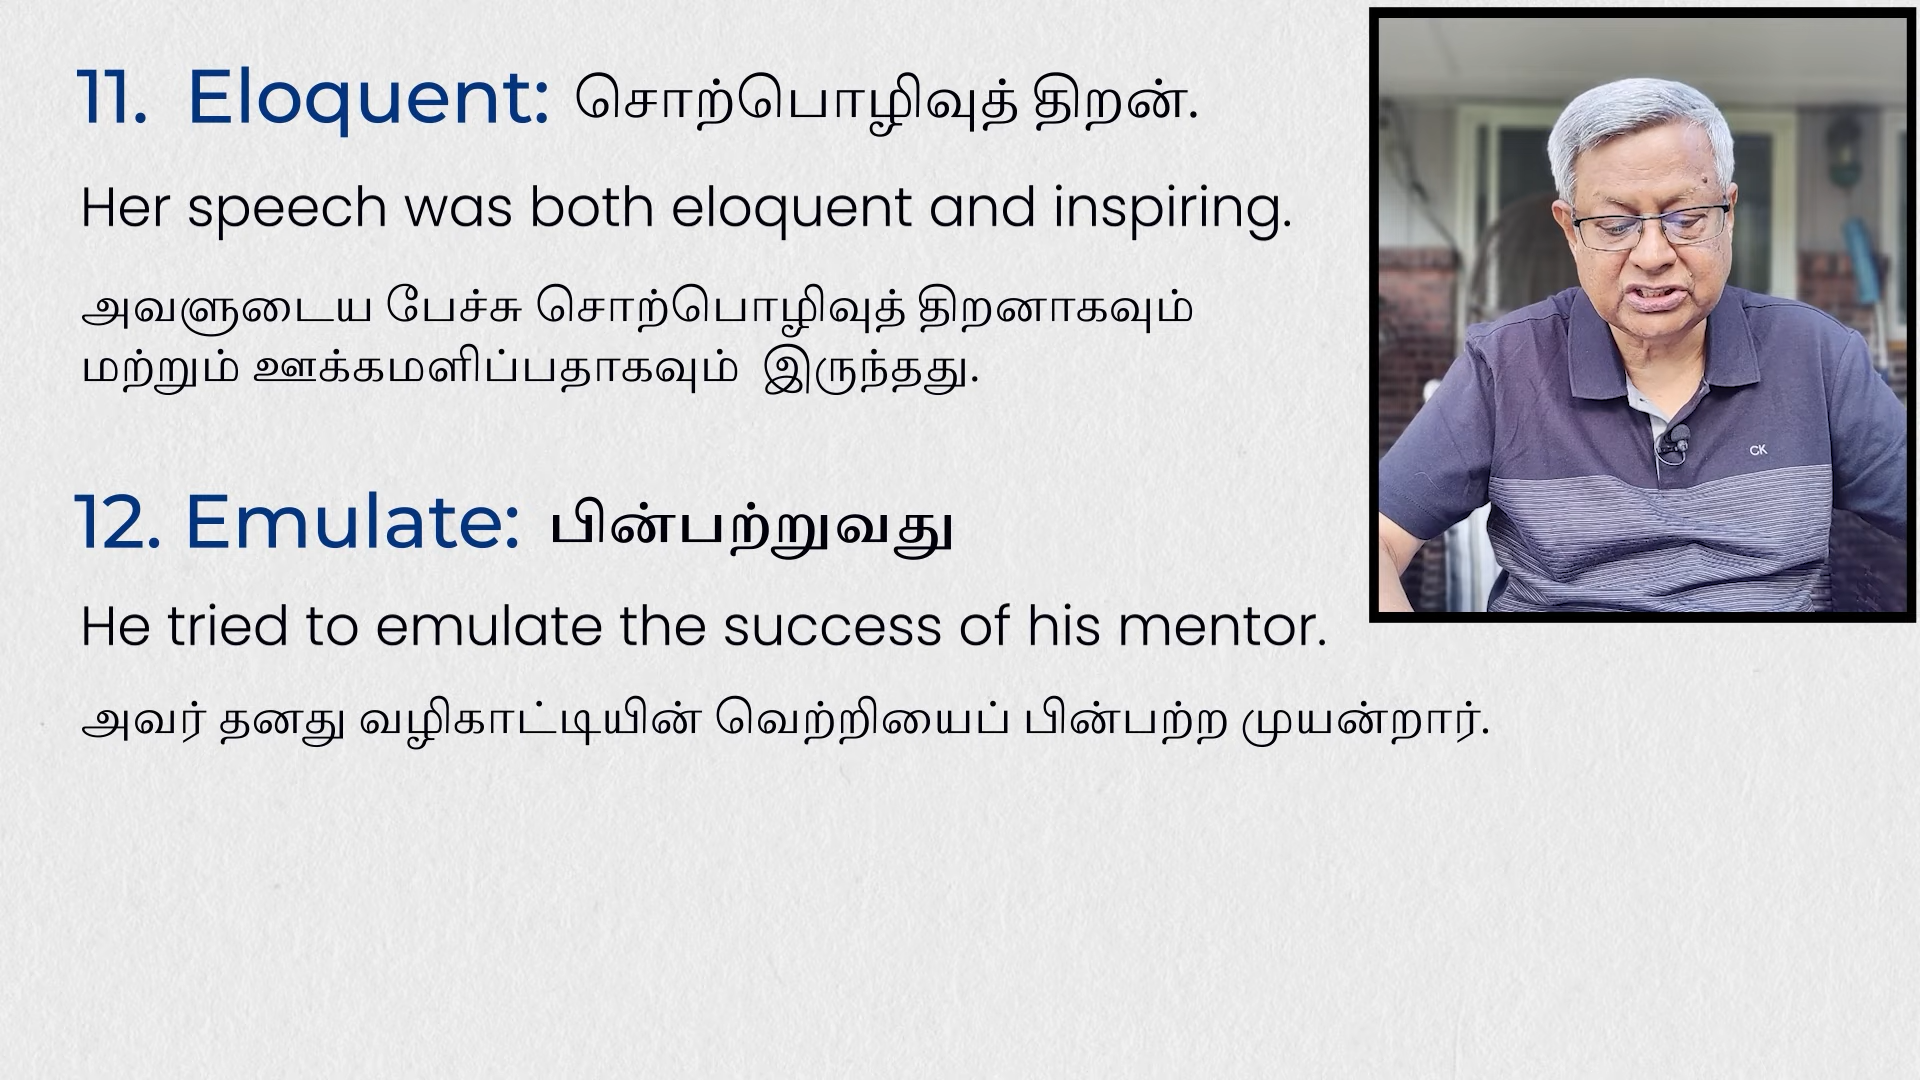 11. Eloquent: சொற்பொழிவுத் திறன்.
Her speech was both eloquent and inspiring.
அவளுடைய பேச்சு சொற்பொழிவுத் திறனாகவும்
மற்றும் ஊக்கமளிப்பதாகவும் இருந்தது.
12. Emulate: பின்பற்றுவது
He tried to emulate the success of his mentor.
அவர் தனது வழிகாட்டியின் வெற்றியைப் பின்பற்ற முயன்றார்.
CK